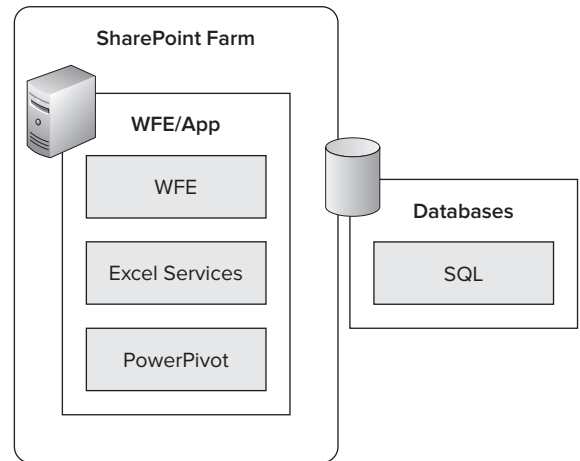 SharePoint Farm
WFE/App
WFE
Excel Services
PowerPivot
Databases
SQL